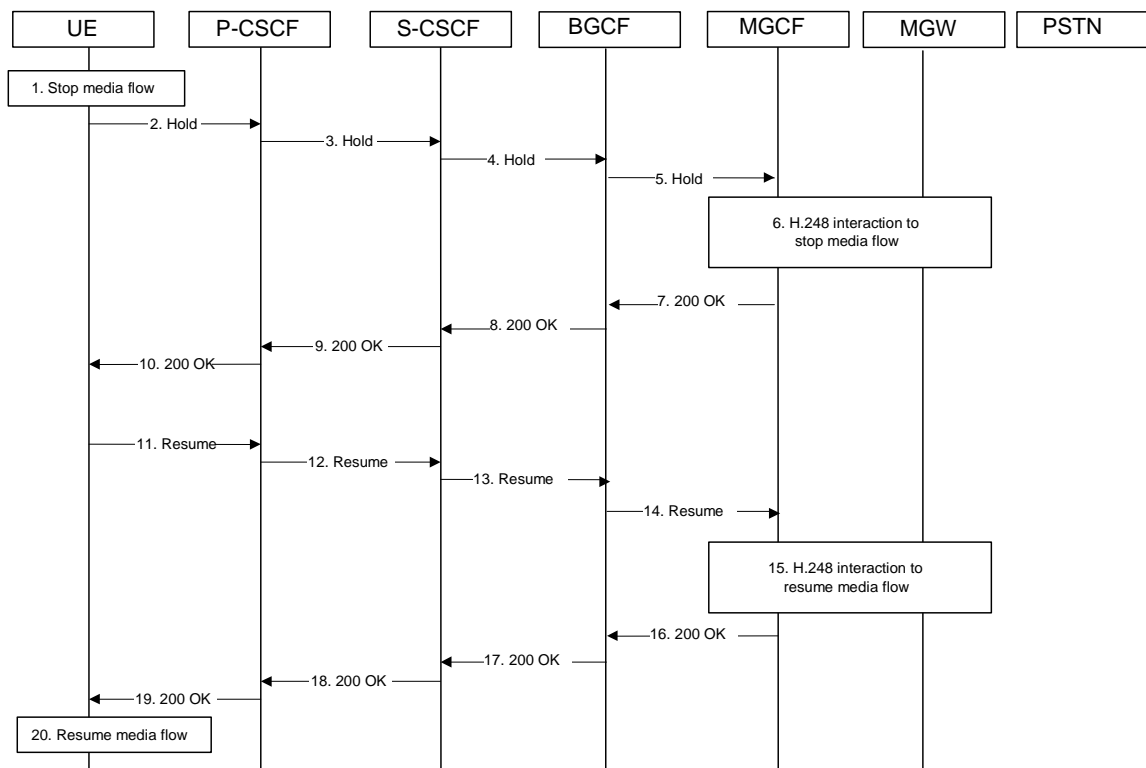 UE
P-CSCF
S-CSCF
BGCF
MGCF
MGW
PSTN
1. Stop media flow
2. Hold
3. Hold
4. Hold
5. Hold
6. H.248 interaction to
stop media flow
7. 200 OK
8. 200 OK
9. 200 OK
10. 200 OK
11. Resume
12. Resume
13. Resume
14. Resume
15. H.248 interaction to
resume media flow
16. 200 OK
17. 200 OK
18. 200 OK
19. 200 OK
20. Resume media flow